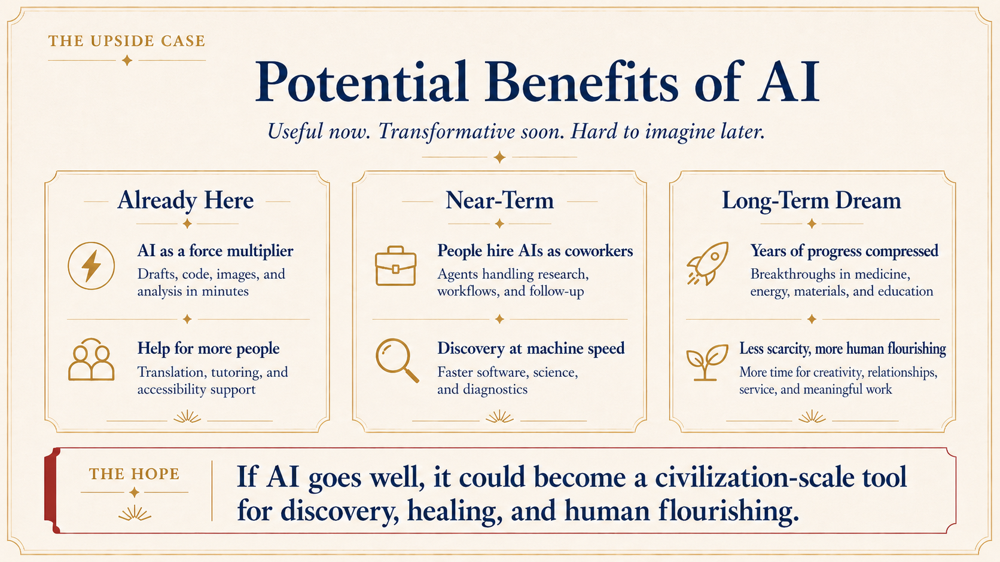 THE UPSIDE CASE
Potential Benefits of AI
Useful now. Transformative soon. Hard to imagine later.
Already Here
AI as a force multiplier
Drafts, code, images, and
analysis in minutes
Help for more people
Translation, tutoring, and
accessibility support
Near-Term
People hire AIs as coworkers
Agents handling research,
workflows, and follow-up
Discovery at machine speed
Faster software, science,
and diagnostics
Long-Term Dream
Years of progress compressed
Breakthroughs in medicine,
energy, materials, and education
Less scarcity, more human flourishing
More time for creativity, relationships,
service, and meaningful work
THE HOPE
If AI goes well, it could become a civilization-scale tool
for discovery, healing, and human flourishing.